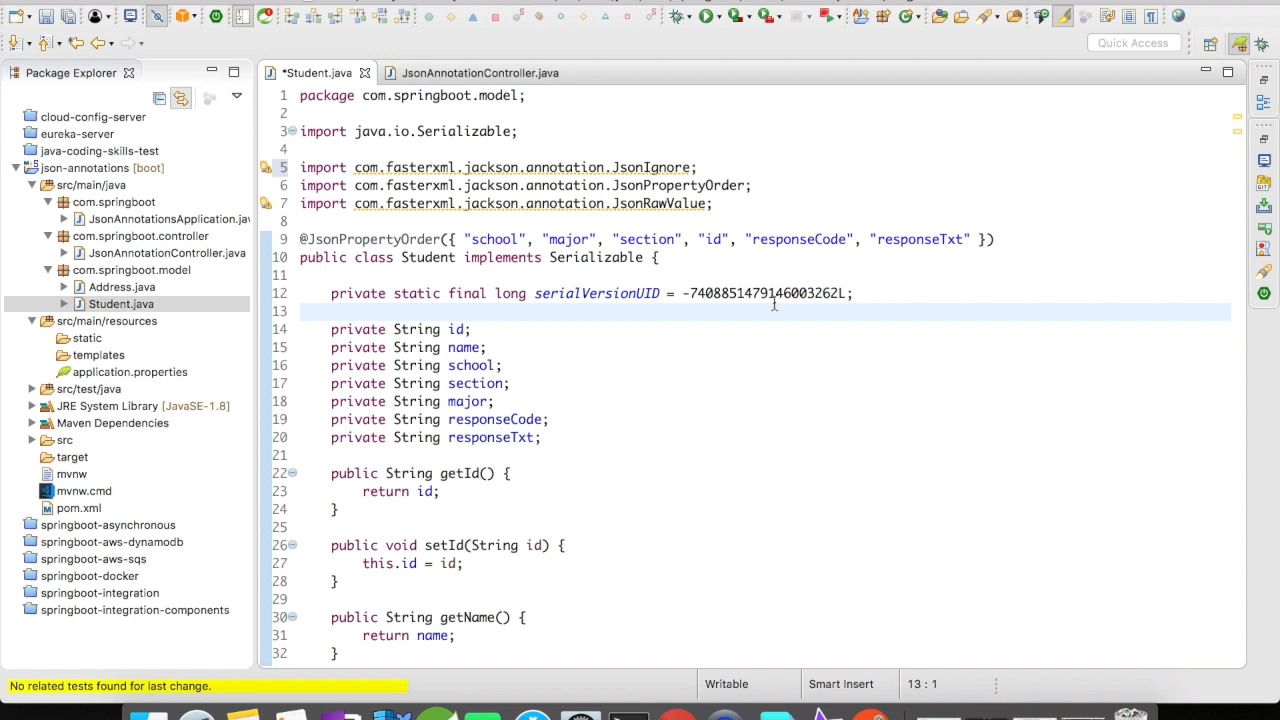 Quick Access
Package Explorer
*Student.java
JsonAnnotationController.java
cloud-config-server
eureka-server
java-coding-skills-test
json-annotations [boot]
src/main/java
com.springboot
JsonAnnotationsApplication.jav
com.springboot.controller
JsonAnnotationController.java
com.springboot.model
Address.java
Student.java
src/main/resources
static
templates
application.properties
src/test/java
JRE System Library [JavaSE-1.8]
Maven Dependencies
src
target
mvnw
mvnw.cmd
pom.xml
springboot-asynchronous
springboot-aws-dynamodb
springboot-aws-sqs
springboot-docker
springboot-integration
springboot-integration-components
1 package com.springboot.model;
2
3 import java.io.Serializable;
4
5 import com.fasterxml.jackson.annotation.JsonIgnore;
6 import com.fasterxml.jackson.annotation.JsonPropertyOrder;
7 import com.fasterxml.jackson.annotation.JsonRawValue;
8
9 @JsonPropertyOrder({ "school", "major", "section", "id", "responseCode", "responseTxt" })
10 public class Student implements Serializable {
11
12 private static final long serialVersionUID = -7408851479146003262L;
13
14 private String id;
15 private String name;
16 private String school;
17 private String section;
18 private String major;
19 private String responseCode;
20 private String responseTxt;
21
22 public String getId() {
23 return id;
24 }
25
26 public void setId(String id) {
27 this.id = id;
28 }
29
30 public String getName() {
31 return name;
32 }
No related tests found for last change.
Writable
Smart Insert
13 : 1